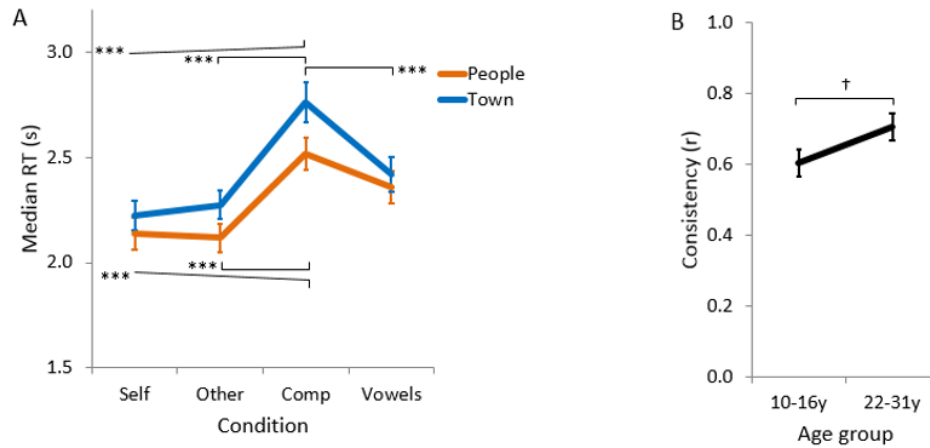 A
Median RT (s)
3.0
2.5
2.0
1.5
***
***
***
***
***
People
Town
Self Other Comp Vowels
Condition
B
Consistency (r)
1.0
0.8
0.6
0.4
0.2
0.0
†
10-16y 22-31y
Age group